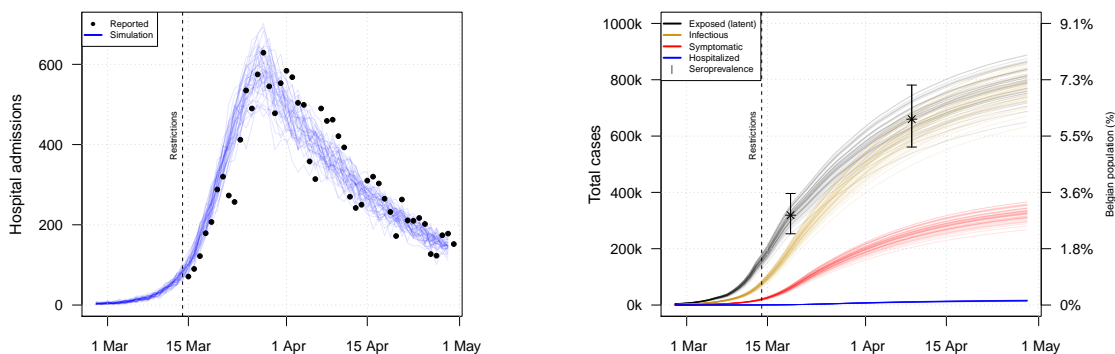 Reported
Simulation
Hospital admissions
600
400
200
0
Restrictions
1 Mar
15 Mar
1 Apr
15 Apr
1 May
Exposed (latent)
Infectious
Symptomatic
Hospitalized
Seroprevalence
Total cases
1000k
800k
600k
400k
200k
0k
Restrictions
9.1%
7.3%
5.5%
3.6%
1.8%
0%
Belgian population (%)
1 Mar
15 Mar
1 Apr
15 Apr
1 May